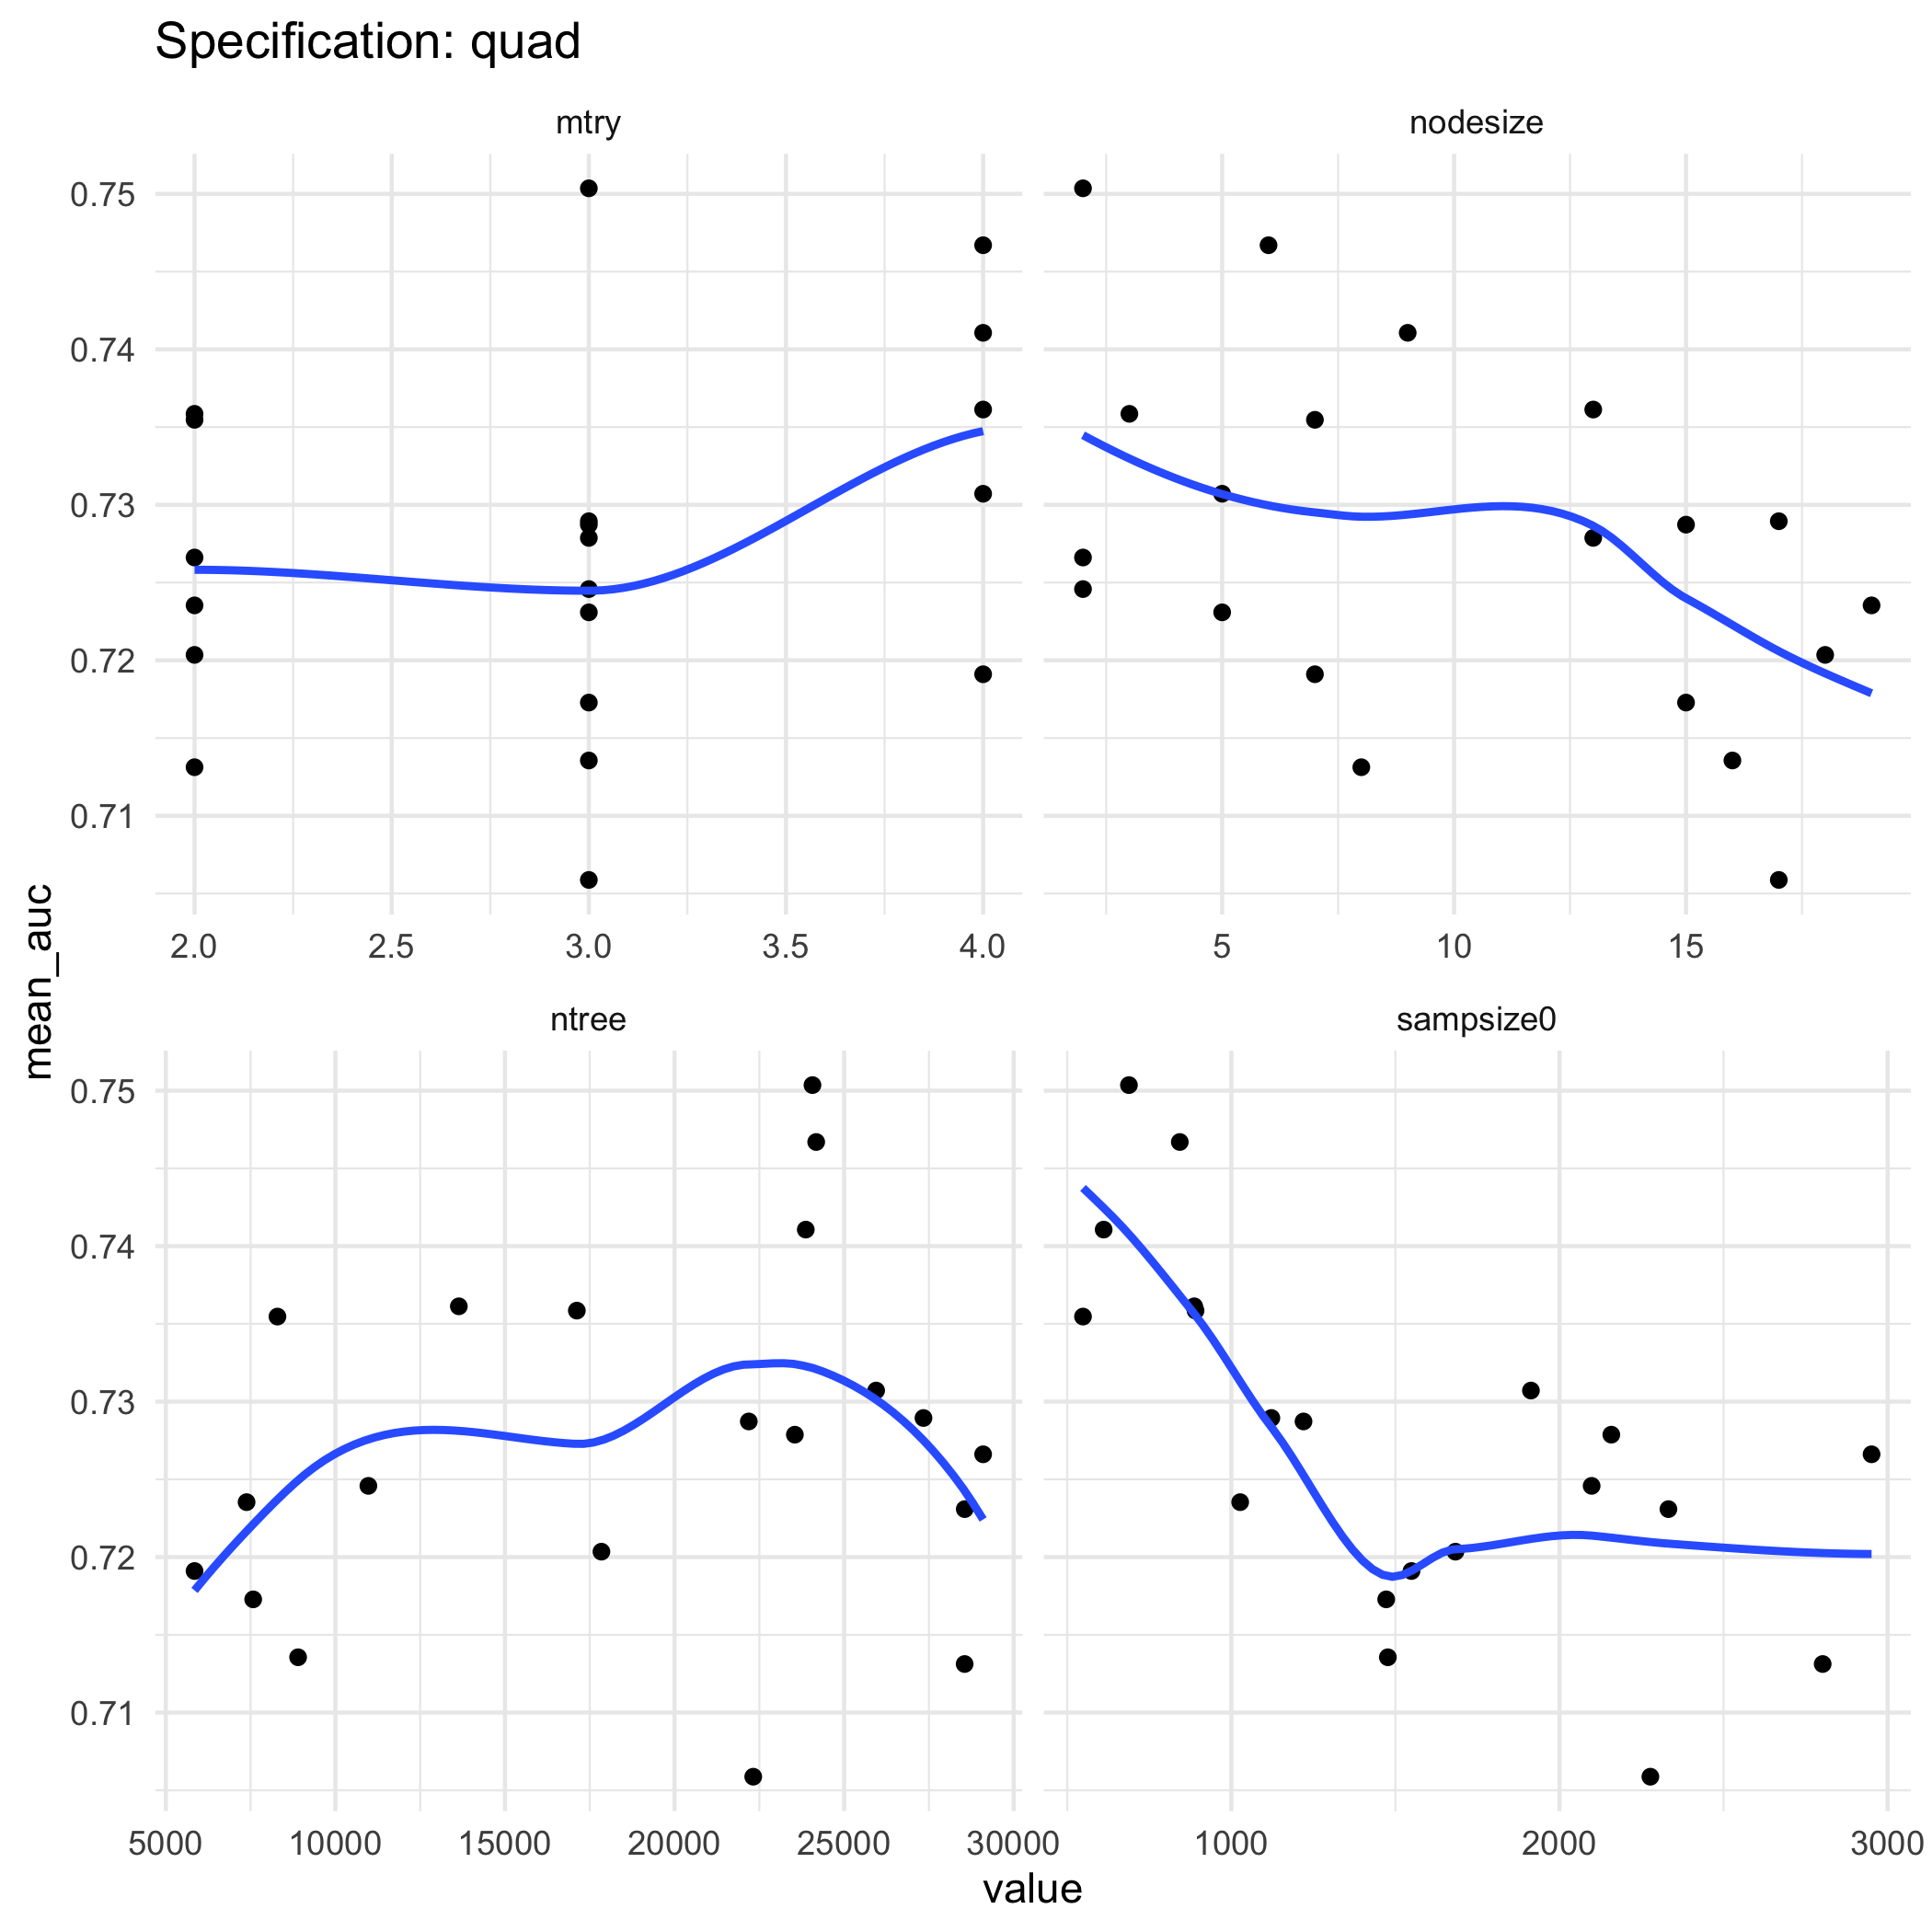 Specification: quad
mtry
nodesize
0.75
0.74
0.73
0.72
0.71
2.0 2.5 3.0 3.5 4.0
5 10 15
mean_auc
ntree
sampsize0
0.75
0.74
0.73
0.72
0.71
5000 10000 15000 20000 25000 30000
1000 2000 3000
value